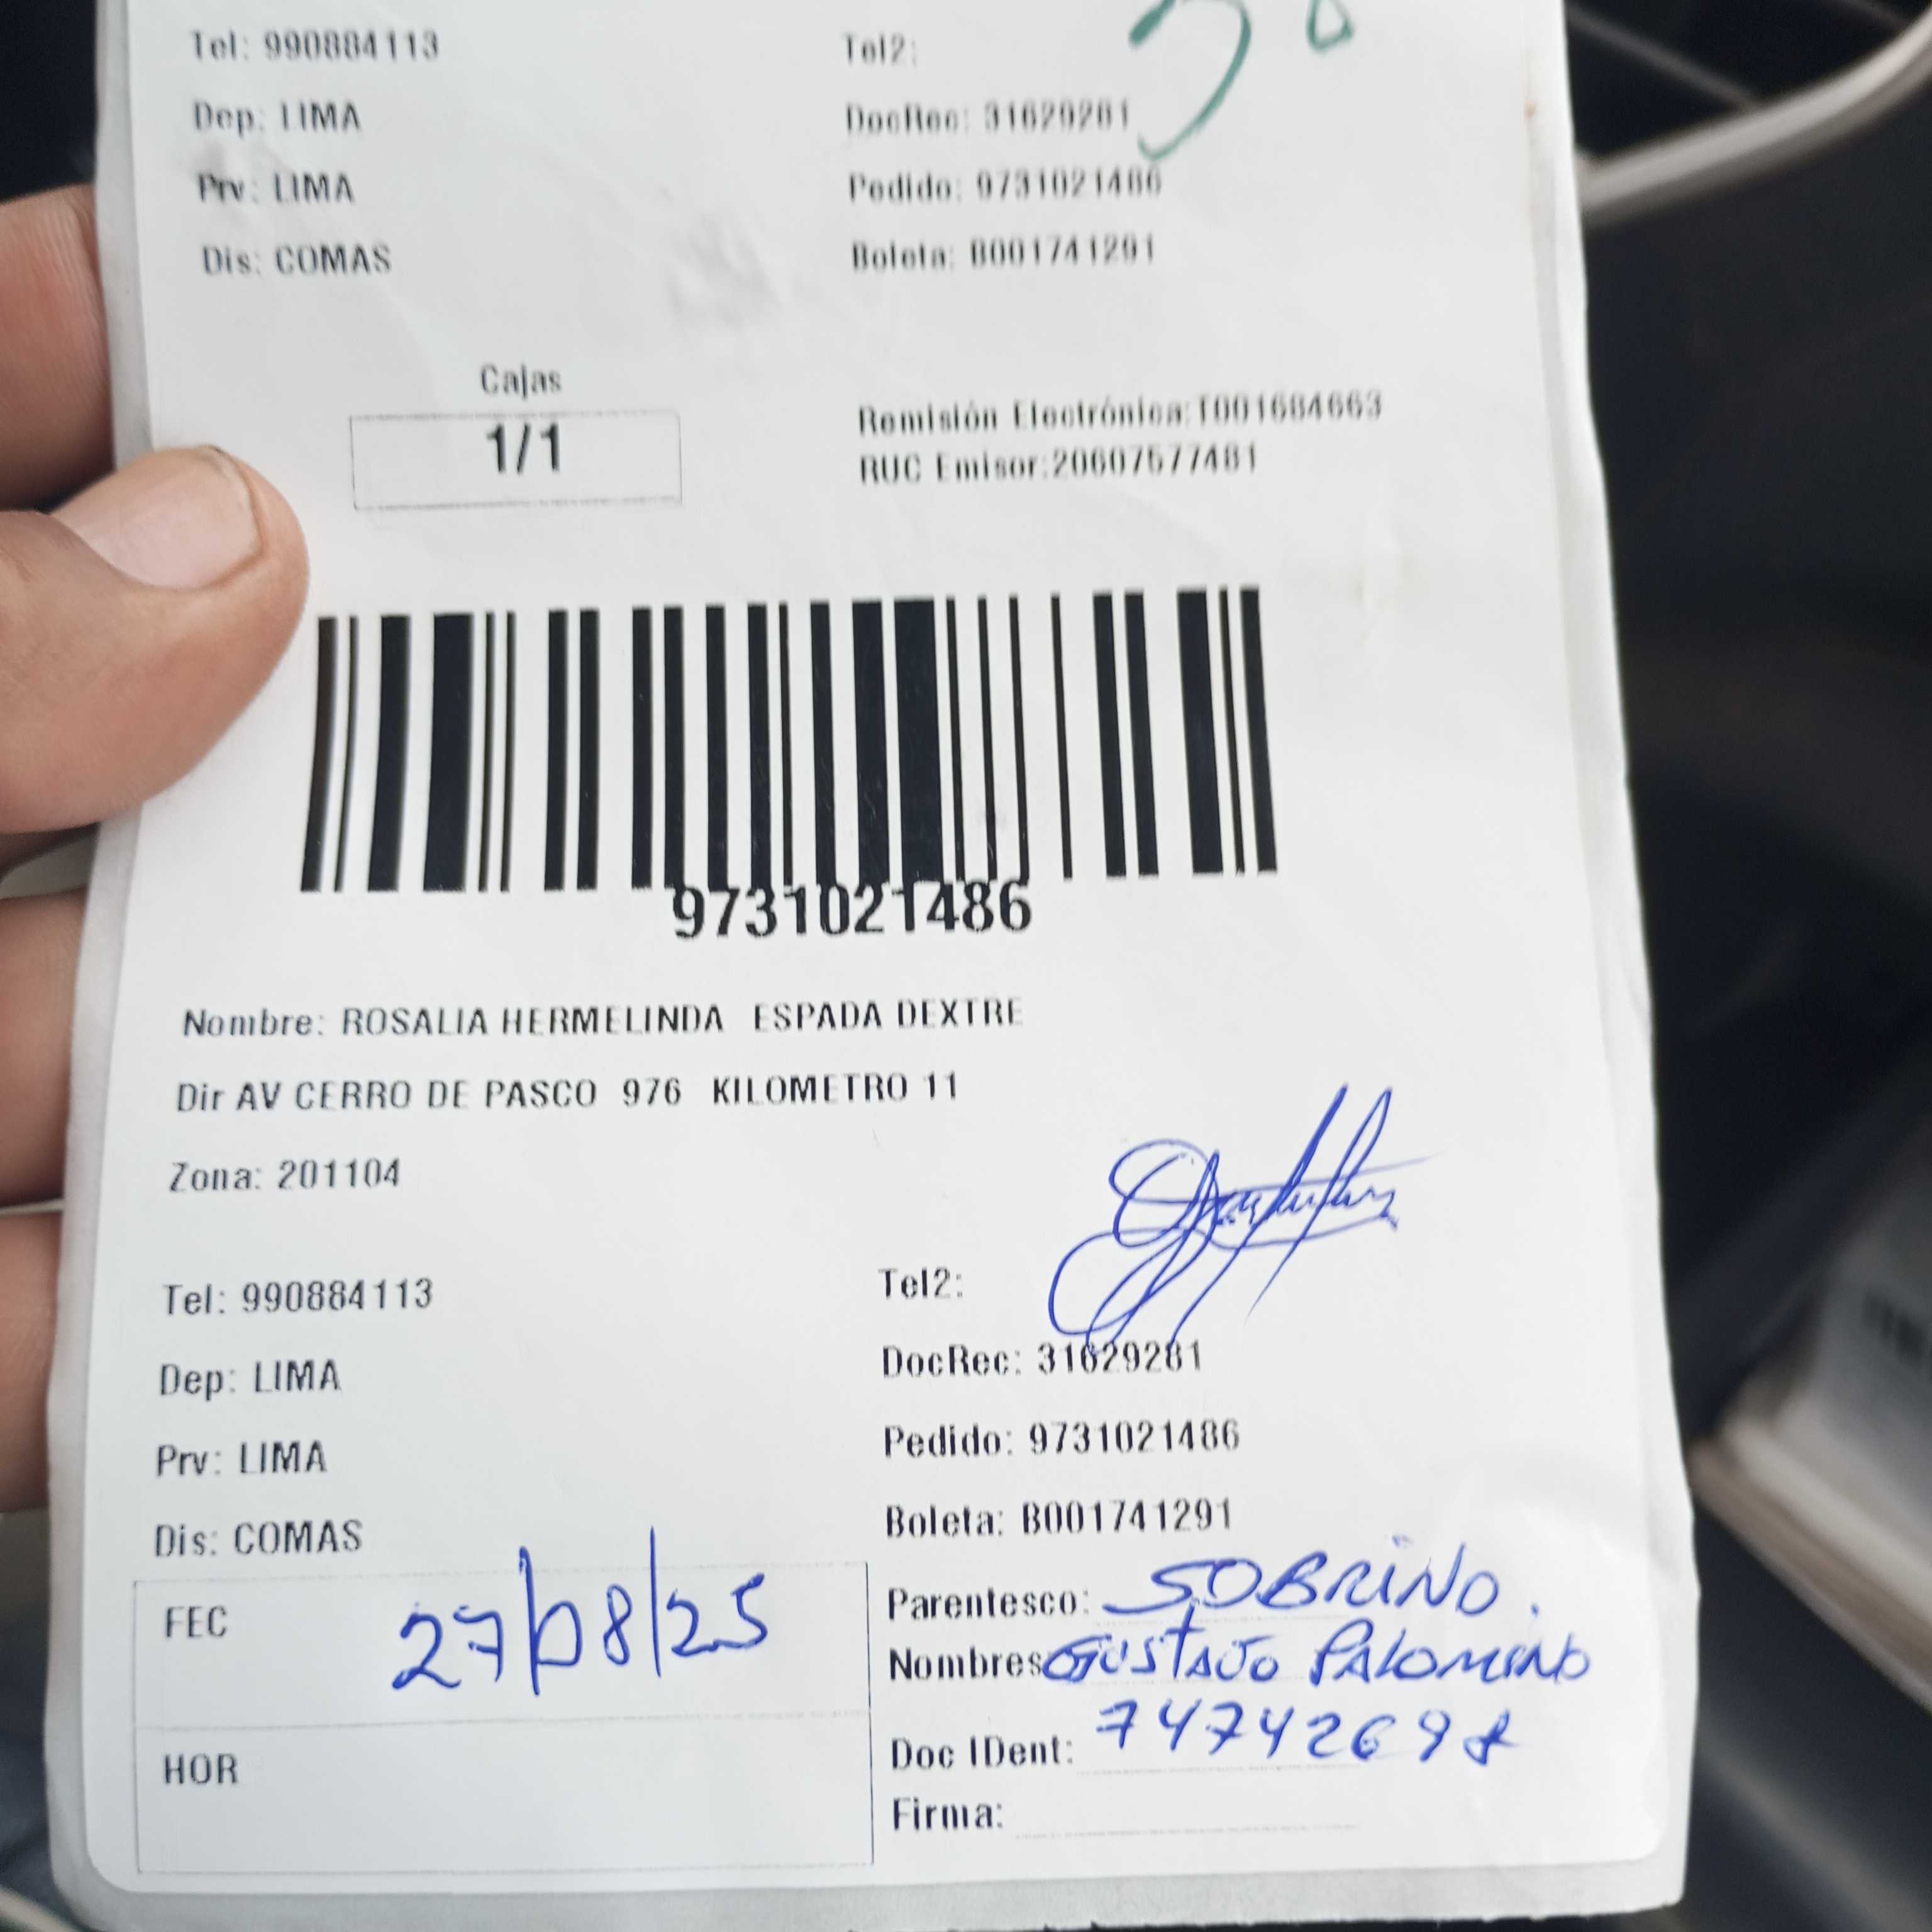 Tel: 990884113
Tel2:
Dep: LIMA
DocRec: 31629281
Prv: LIMA
Pedido: 9731021486
Dis: COMAS
Boleta: B001741291
Cajas
1/1
Remisión Electrónica:T001684663
RUC Emisor:20607577481
9731021486
Nombre: ROSALIA HERMELINDA ESPADA DEXTRE
Dir AV CERRO DE PASCO 976 KILOMETRO 11
Zona: 201104
Tel: 990884113
Tel2:
Dep: LIMA
DocRec: 31629281
Prv: LIMA
Pedido: 9731021486
Dis: COMAS
Boleta: B001741291
FEC 27/08/25
Parentesco: SOBRINO.
Nombres GUSTAVO PALOMINO
Doc IDent: 74742698
HOR
Firma: